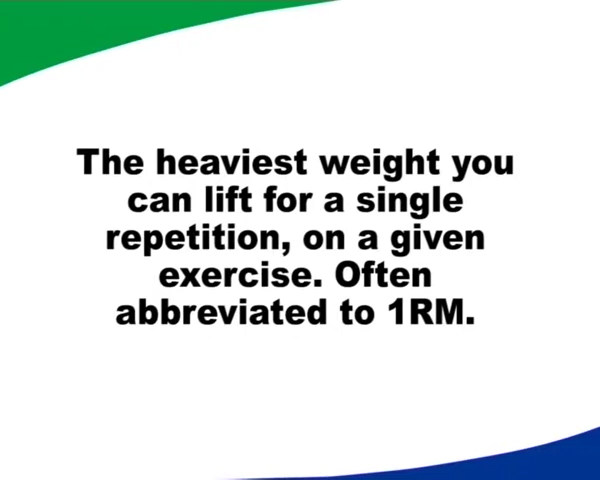 The heaviest weight you
can lift for a single
repetition, on a given
exercise. Often
abbreviated to 1RM.